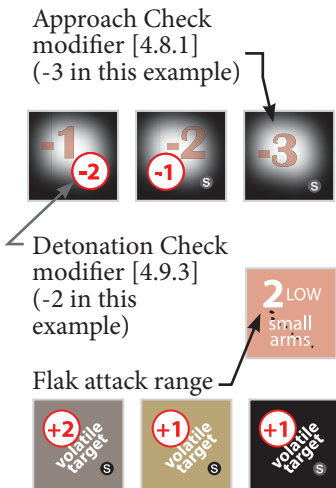 Approach Check
modifier [4.8.1]
(-3 in this example)
-1
-2
-2
-1
S
-3
S
Detonation Check
modifier [4.9.3]
(-2 in this
example)
2 LOW
small
arms
Flak attack range
+2
volatile
target
S
+1
volatile
target
S
+1
volatile
target
S